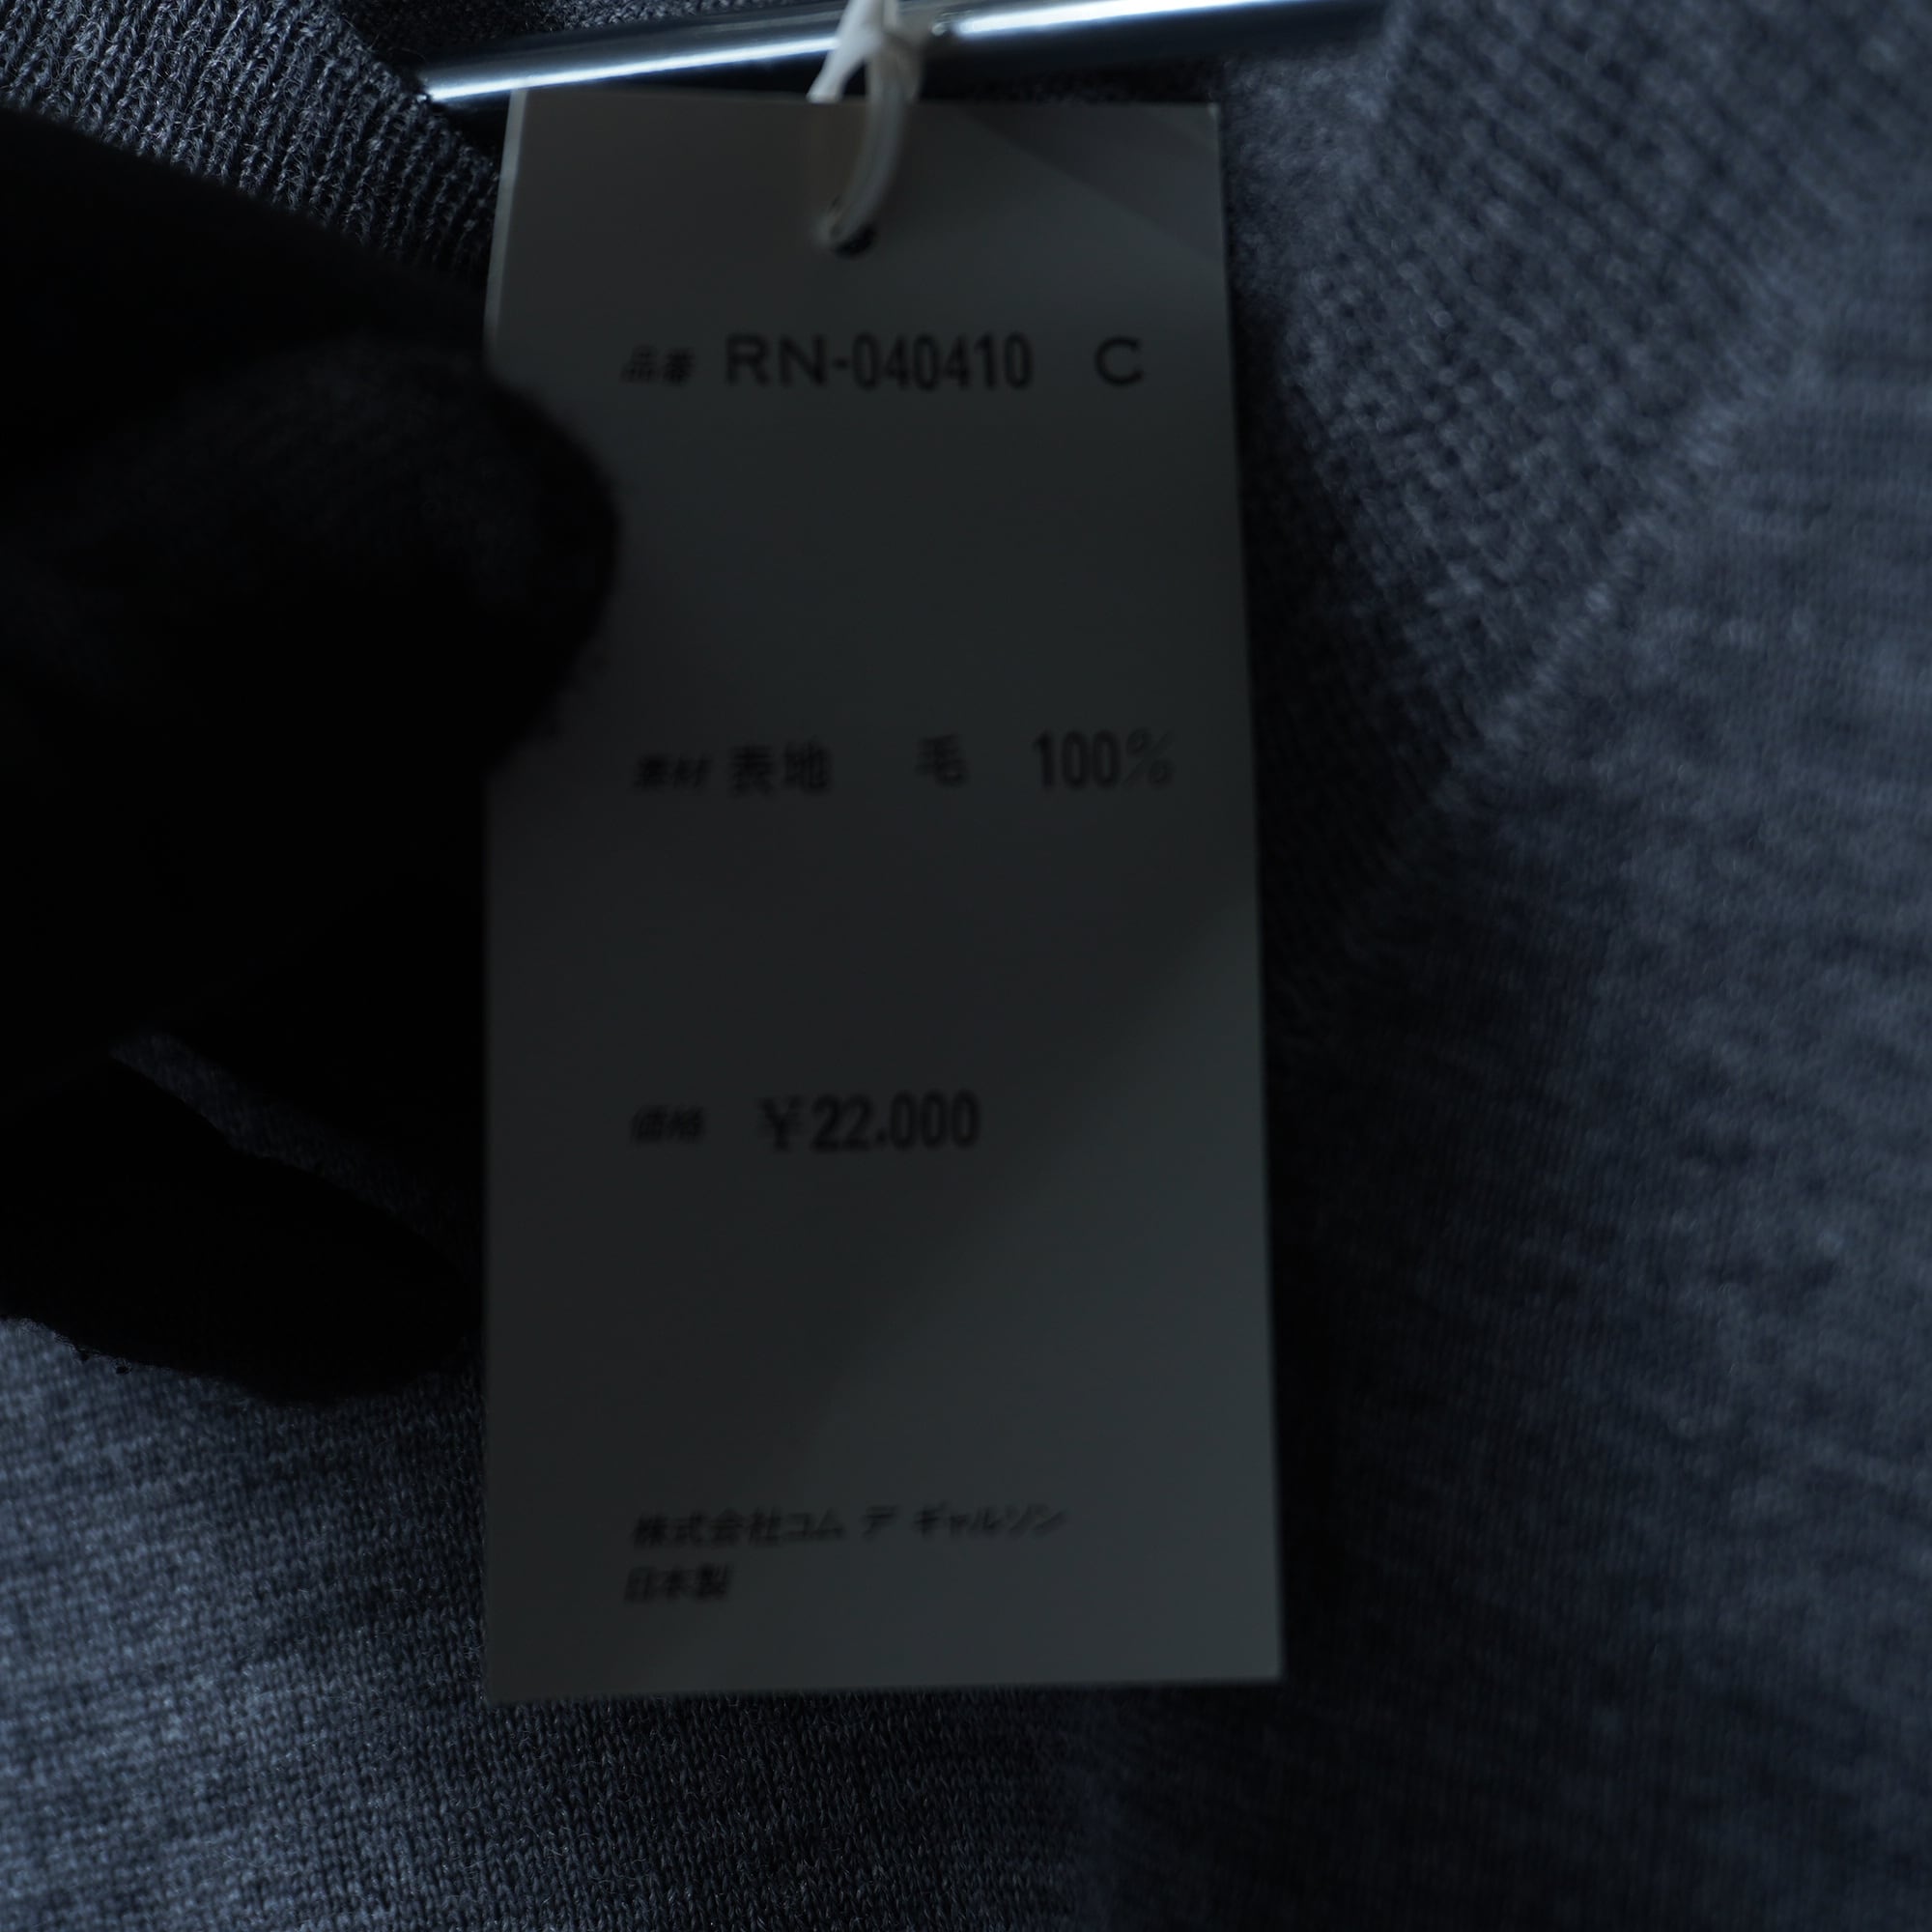 品番 RN-040410 C
素材 表地 毛 100%
価格 ¥22.000
株式会社コム デ ギャルソン
日本製